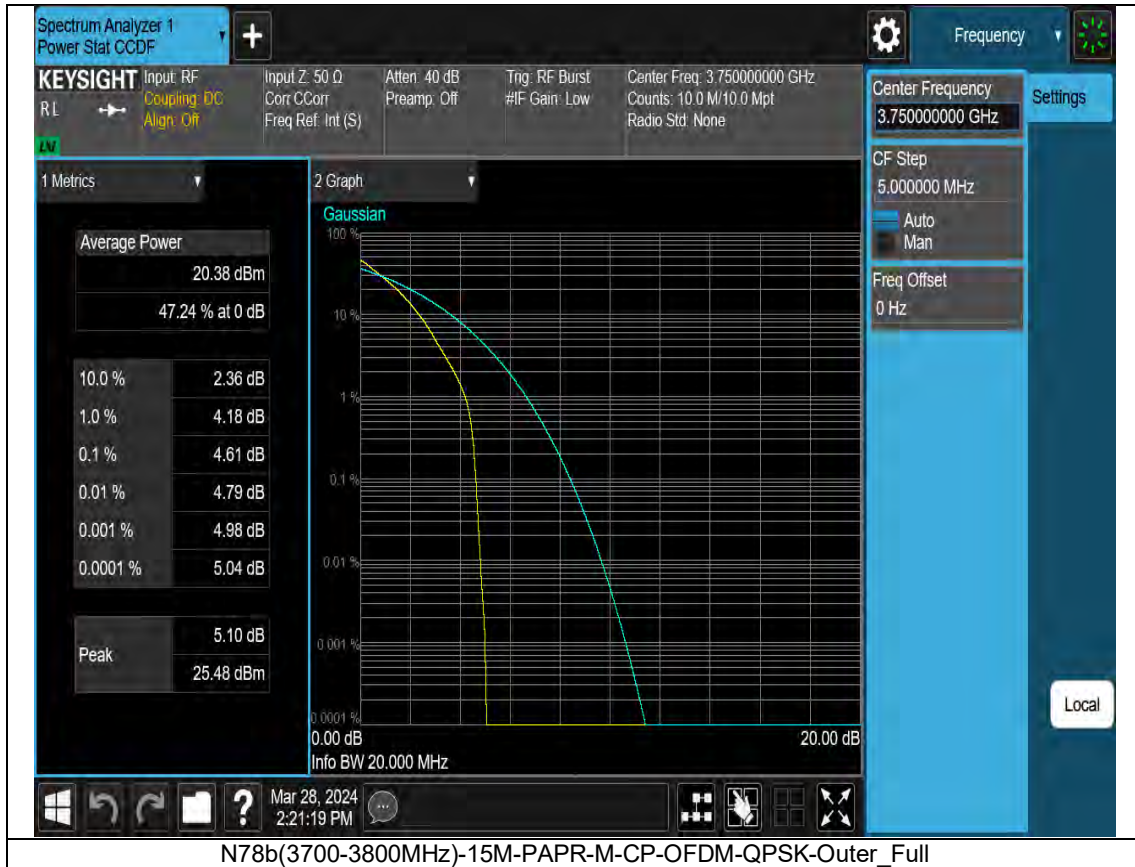 Spectrum Analyzer 1
Power Stat CCDF
+
Frequency
KEYSIGHT
RL
LNI
Input: RF
Coupling: DC
Align: Off
Input Z: 50 Ω
Corr CCorr
Freq Ref: Int (S)
Atten: 40 dB
Preamp: Off
Trig: RF Burst
#IF Gain: Low
Center Freq: 3.750000000 GHz
Counts: 10.0 M/10.0 Mpt
Radio Std: None
Center Frequency
3.750000000 GHz
Settings
CF Step
5.000000 MHz
Auto
Man
Freq Offset
0 Hz
Local
1 Metrics
Average Power
20.38 dBm
47.24 % at 0 dB
10.0 % 2.36 dB
1.0 % 4.18 dB
0.1 % 4.61 dB
0.01 % 4.79 dB
0.001 % 4.98 dB
0.0001 % 5.04 dB
Peak
5.10 dB
25.48 dBm
2 Graph
Gaussian
100 %
10 %
1 %
0.1 %
0.01 %
0.001 %
0.0001 %
0.00 dB 20.00 dB
Info BW 20.000 MHz
?
Mar 28, 2024
2:21:19 PM
N78b(3700-3800MHz)-15M-PAPR-M-CP-OFDM-QPSK-Outer_Full